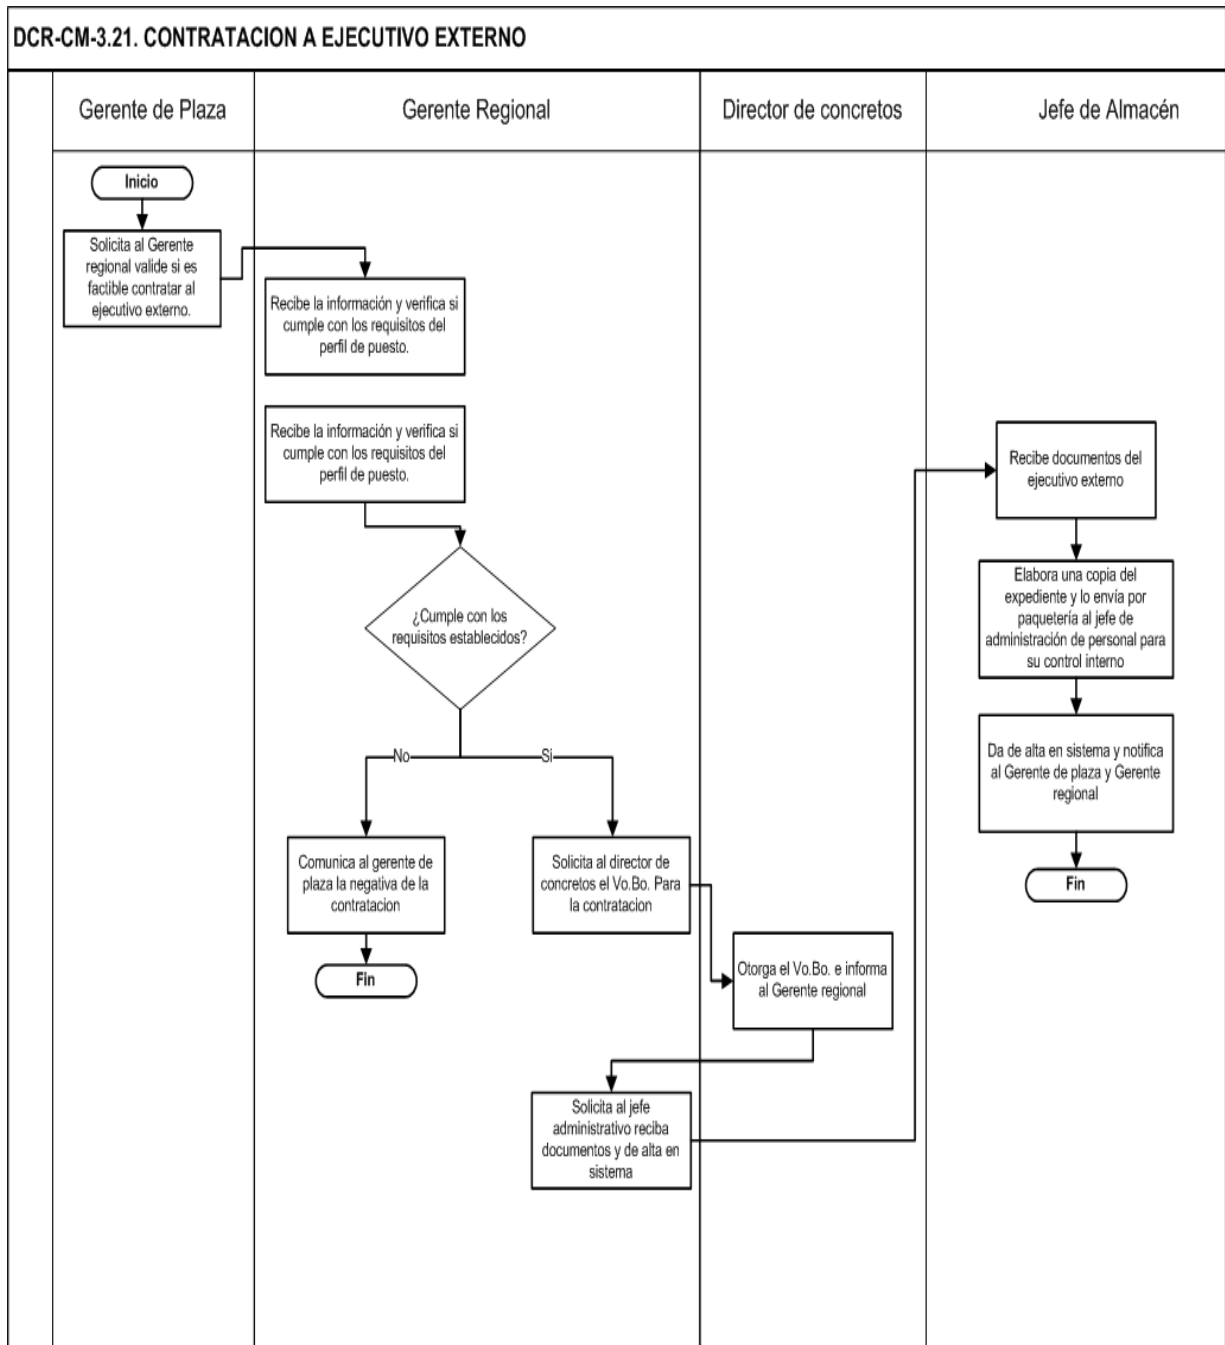 DCR-CM-3.21. CONTRATACION A EJECUTIVO EXTERNO
Gerente de Plaza
Gerente Regional
Director de concretos
Jefe de Almacén
Inicio
Solicita al Gerente
regional valide si es
factible contratar al
ejecutivo externo.
Recibe la información y verifica si
cumple con los requisitos del
perfil de puesto.
Recibe la información y verifica si
cumple con los requisitos del
perfil de puesto.
¿Cumple con los
requisitos establecidos?
No
Si
Comunica al gerente de
plaza la negativa de la
contratacion
Fin
Solicita al director de
concretos el Vo.Bo. Para
la contratacion
Otorga el Vo.Bo. e informa
al Gerente regional
Solicita al jefe
administrativo reciba
documentos y de alta en
sistema
Recibe documentos del
ejecutivo externo
Elabora una copia del
expediente y lo envía por
paquetería al jefe de
administración de personal para
su control interno
Da de alta en sistema y notifica
al Gerente de plaza y Gerente
regional
Fin